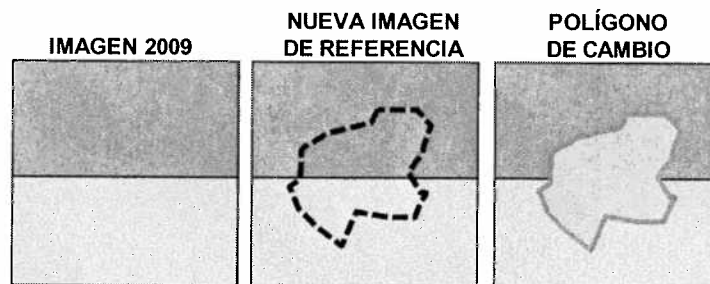 IMAGEN 2009
NUEVA IMAGEN
DE REFERENCIA
POLÍGONO
DE CAMBIO